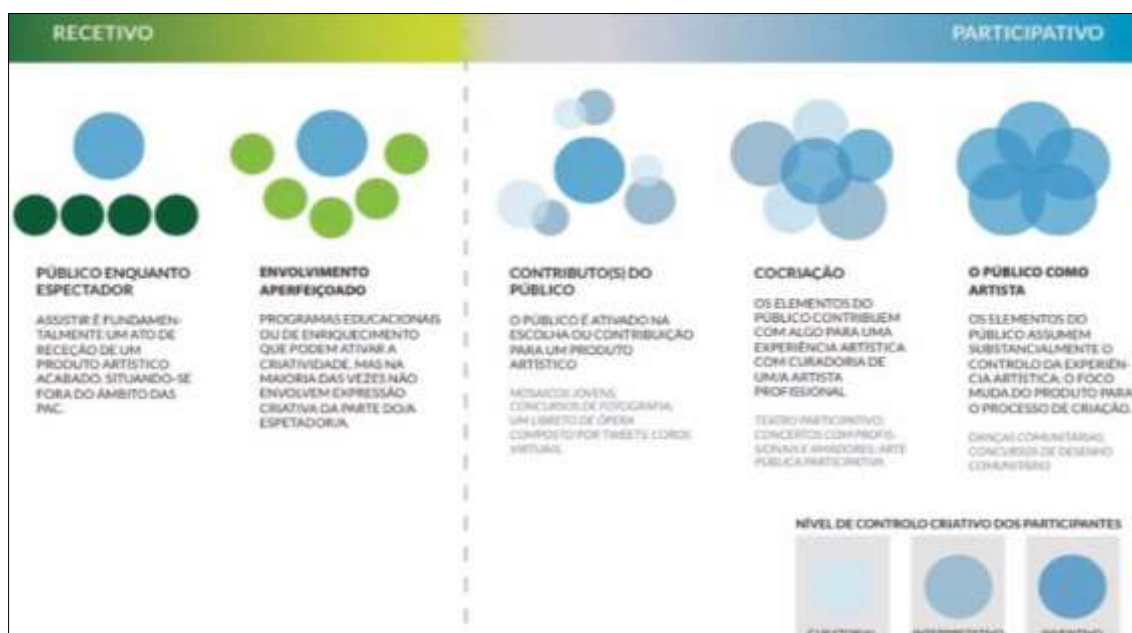 RECETIVO
PARTICIPATIVO
PÚBLICO ENQUANTO
ESPECTADOR
ASSISTIR É FUNDAMEN-
TALMENTE UM ATO DE
RECEÇÃO DE UM
PRODUTO ARTÍSTICO
ACABADO, SITUANDO-SE
FORA DO ÂMBITO DAS
PAC.
ENVOLVIMENTO
APERFEIÇOADO
PROGRAMAS EDUCACIONAIS
OU DE ENRIQUECIMENTO
QUE PODEM ATIVAR A
CRIATIVIDADE, MAS NA
MAIORIA DAS VEZES NÃO
ENVOLVEM EXPRESSÃO
CRIATIVA DA PARTE DO/A
ESPETADOR/A.
CONTRIBUTO(S) DO
PÚBLICO
O PÚBLICO É ATIVADO NA
ESCOLHA OU CONTRIBUIÇÃO
PARA UM PRODUTO
ARTÍSTICO
MOSAICOS JOVENS;
CONCURSOS DE FOTOGRAFIA;
UM LIBRETO DE ÓPERA
COMPOSTO POR TWEETS; COROS
VIRTUAIS.
COCRIAÇÃO
OS ELEMENTOS DO
PÚBLICO CONTRIBUEM
COM ALGO PARA UMA
EXPERIÊNCIA ARTÍSTICA
COM CURADORIA DE
UM/A ARTISTA
PROFISSIONAL
TEATRO PARTICIPATIVO;
CONCERTOS COM PROFIS-
SIONAIS E AMADORES; ARTE
PÚBLICA PARTICIPATIVA
O PÚBLICO COMO
ARTISTA
OS ELEMENTOS DO
PÚBLICO ASSUMEM
SUBSTANCIALMENTE O
CONTROLO DA EXPERIÊN-
CIA ARTÍSTICA; O FOCO
MUDA DO PRODUTO PARA
O PROCESSO DE CRIAÇÃO.
DANÇAS COMUNITÁRIAS;
CONCURSOS DE DESENHO
COMUNITÁRIO
NÍVEL DE CONTROLO CRIATIVO DOS PARTICIPANTES